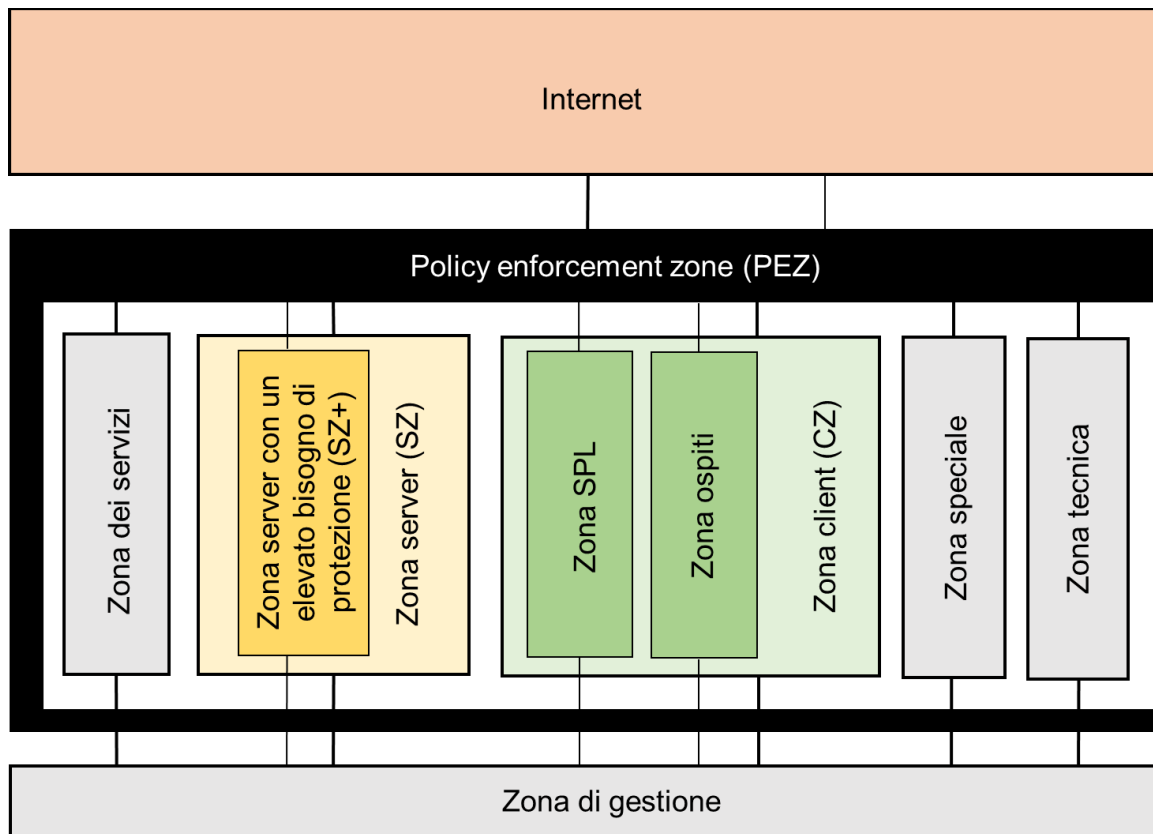 Internet
Policy enforcement zone (PEZ)
Zona dei servizi
Zona server con un
elevato bisogno di
protezione (SZ+)
Zona server (SZ)
Zona SPL
Zona ospiti
Zona client (CZ)
Zona speciale
Zona tecnica
Zona di gestione